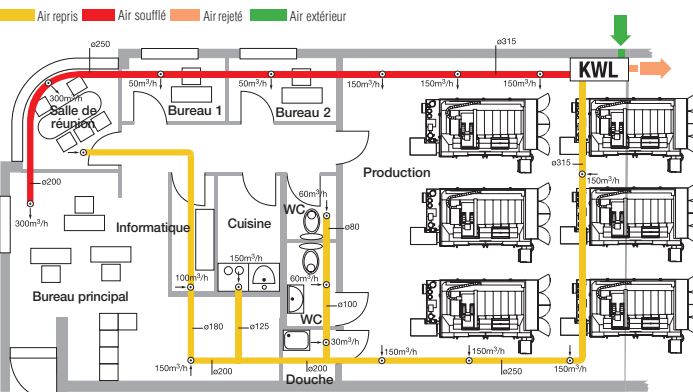 Air repris Air soufflé Air rejeté Air extérieur
ø250
ø315
KWL
300m³/h
50m³/h
50m³/h
150m³/h
150m³/h
150m³/h
Salle de
réunion
Bureau 1
Bureau 2
Production
ø315
150m³/h
ø200
300m³/h
60m³/h
WC
ø80
Informatique
Cuisine
150m³/h
100m³/h
60m³/h
Bureau principal
ø100
WC
ø180
ø125
30m³/h
150m³/h
150m³/h
150m³/h
ø200
ø200
ø250
150m³/h
Douche